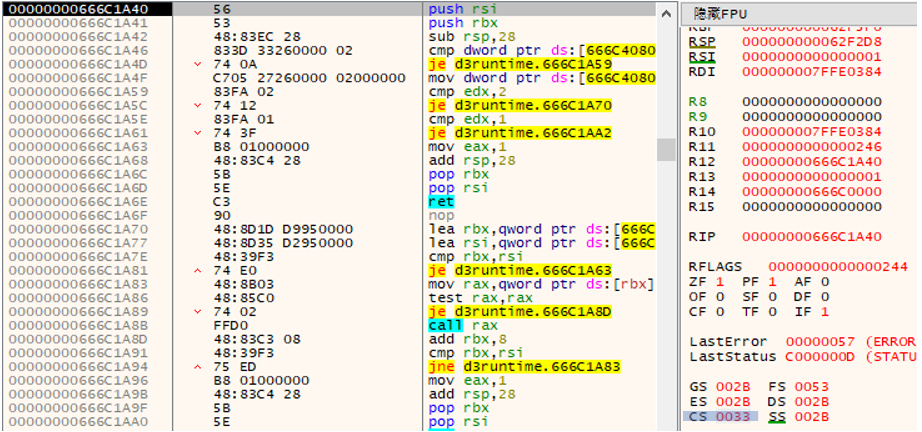 00000000666C1A40 56 push rsi
00000000666C1A41 53 push rbx
00000000666C1A42 48:83EC 28 sub rsp,28
00000000666C1A46 833D 33260000 02 cmp dword ptr ds:[666C4080
00000000666C1A4D 74 0A je d3runtime.666C1A59
00000000666C1A4F C705 27260000 02000000 mov dword ptr ds:[666C4080
00000000666C1A59 83FA 02 cmp edx,2
00000000666C1A5C 74 12 je d3runtime.666C1A70
00000000666C1A5E 83FA 01 cmp edx,1
00000000666C1A61 74 3F je d3runtime.666C1AA2
00000000666C1A63 B8 01000000 mov eax,1
00000000666C1A68 48:83C4 28 add rsp,28
00000000666C1A6C 5B pop rbx
00000000666C1A6D 5E pop rsi
00000000666C1A6E C3 ret
00000000666C1A6F 90 nop
00000000666C1A70 48:8D1D D9950000 lea rbx,qword ptr ds:[666C
00000000666C1A77 48:8D35 D2950000 lea rsi,qword ptr ds:[666C
00000000666C1A7E 48:39F3 cmp rbx,rsi
00000000666C1A81 74 E0 je d3runtime.666C1A63
00000000666C1A83 48:8B03 mov rax,qword ptr ds:[rbx]
00000000666C1A86 48:85C0 test rax,rax
00000000666C1A89 74 02 je d3runtime.666C1A8D
00000000666C1A8B FFD0 call rax
00000000666C1A8D 48:83C3 08 add rbx,8
00000000666C1A91 48:39F3 cmp rbx,rsi
00000000666C1A94 75 ED jne d3runtime.666C1A83
00000000666C1A96 B8 01000000 mov eax,1
00000000666C1A9B 48:83C4 28 add rsp,28
00000000666C1A9F 5B pop rbx
00000000666C1AA0 5E pop rsi
隐藏FPU
RSP 000000000062F2D8
RSI 0000000000000001
RDI 000000007FFE0384
R8 0000000000000000
R9 0000000000000000
R10 000000007FFE0384
R11 0000000000000246
R12 00000000666C1A40
R13 0000000000000001
R14 00000000666C0000
R15 0000000000000000
RIP 00000000666C1A40
RFLAGS 0000000000000244
ZF 1 PF 1 AF 0
OF 0 SF 0 DF 0
CF 0 TF 0 IF 1
LastError 00000057 (ERROR
LastStatus C000000D (STATU
GS 002B FS 0053
ES 002B DS 002B
CS 0033 SS 002B